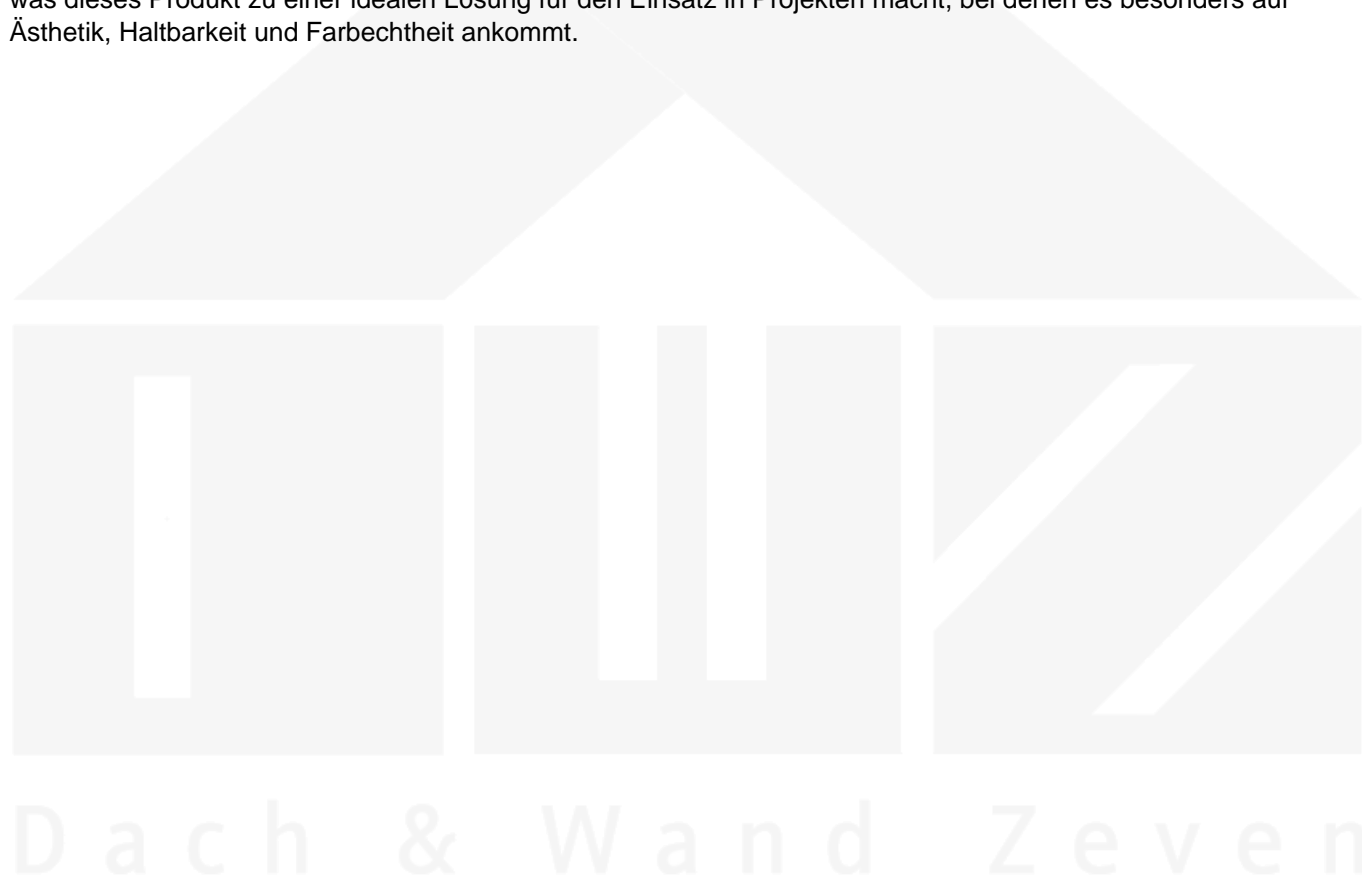 was dieses Produkt zu einer idealen Lösung für den Einsatz in Projekten macht, bei denen es besonders auf
Ästhetik, Haltbarkeit und Farbechtheit ankommt.
Dach & Wand Zeven